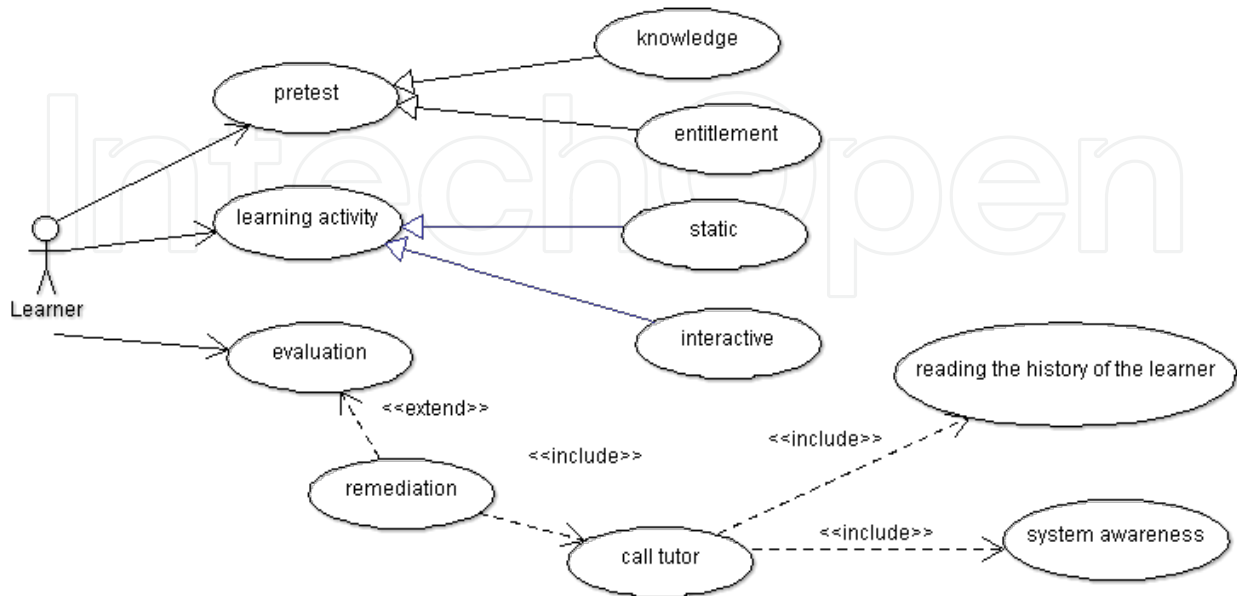 knowledge
pretest
entitlement
IntechOpen
learning activity
static
Learner
evaluation
interactive
reading the history of the learner
<<extend>>
<<include>>
<<include>>
remediation
call tutor
<<include>>
system awareness